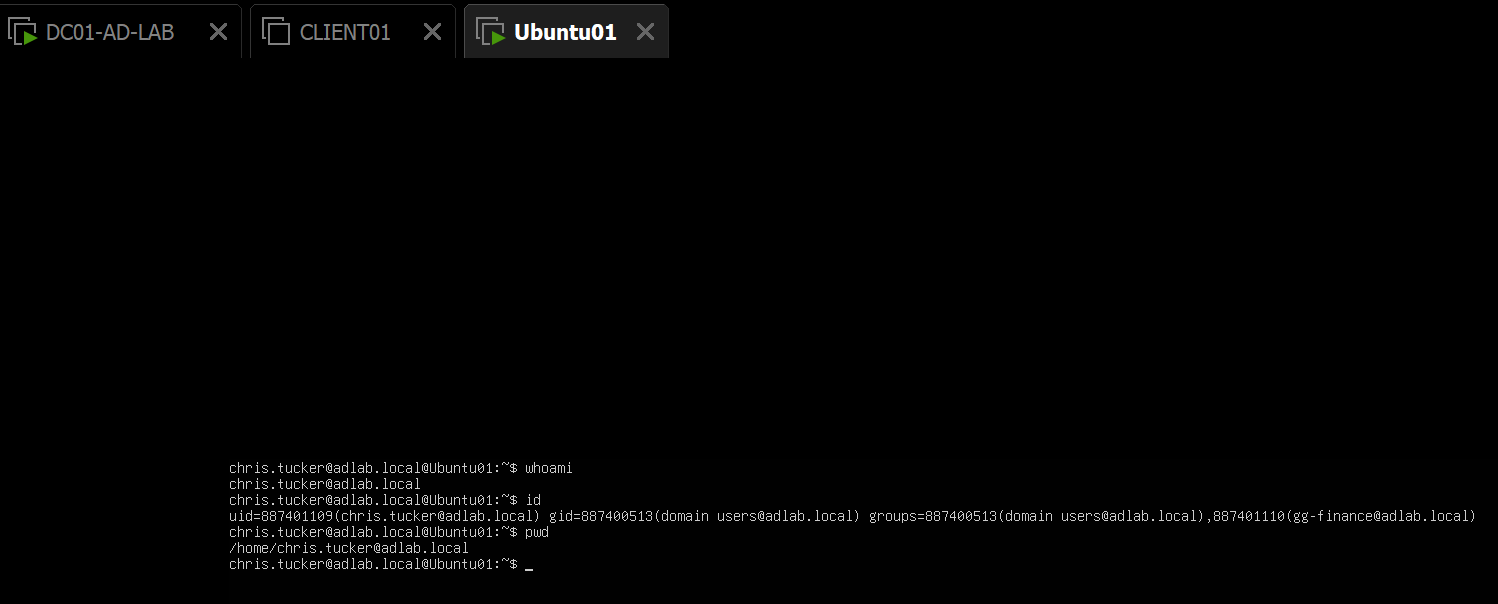 DC01-AD-LAB CLIENT01 Ubuntu01
chris.tucker@adlab.local@Ubuntu01:~$ whoami
chris.tucker@adlab.local
chris.tucker@adlab.local@Ubuntu01:~$ id
uid=887401109(chris.tucker@adlab.local) gid=887400513(domain users@adlab.local) groups=887400513(domain users@adlab.local),887401110(gg-finance@adlab.local)
chris.tucker@adlab.local@Ubuntu01:~$ pwd
/home/chris.tucker@adlab.local
chris.tucker@adlab.local@Ubuntu01:~$ _